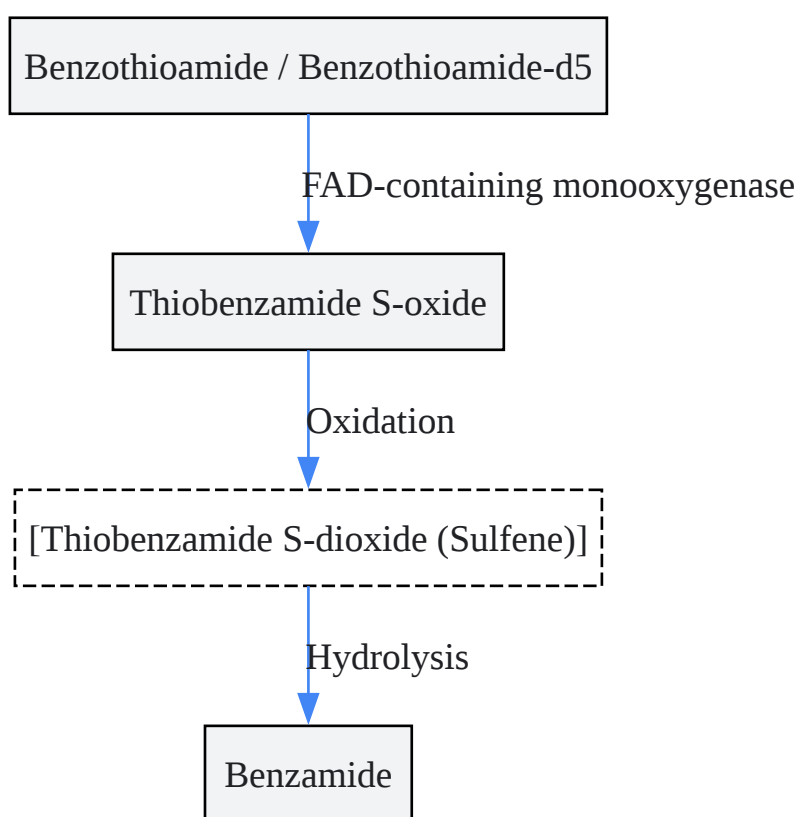 Benzothioamide / Benzothioamide-d5
FAD-containing monooxygenase
Thiobenzamide S-oxide
Oxidation
[Thiobenzamide S-dioxide (Sulfene)]
Hydrolysis
Benzamide